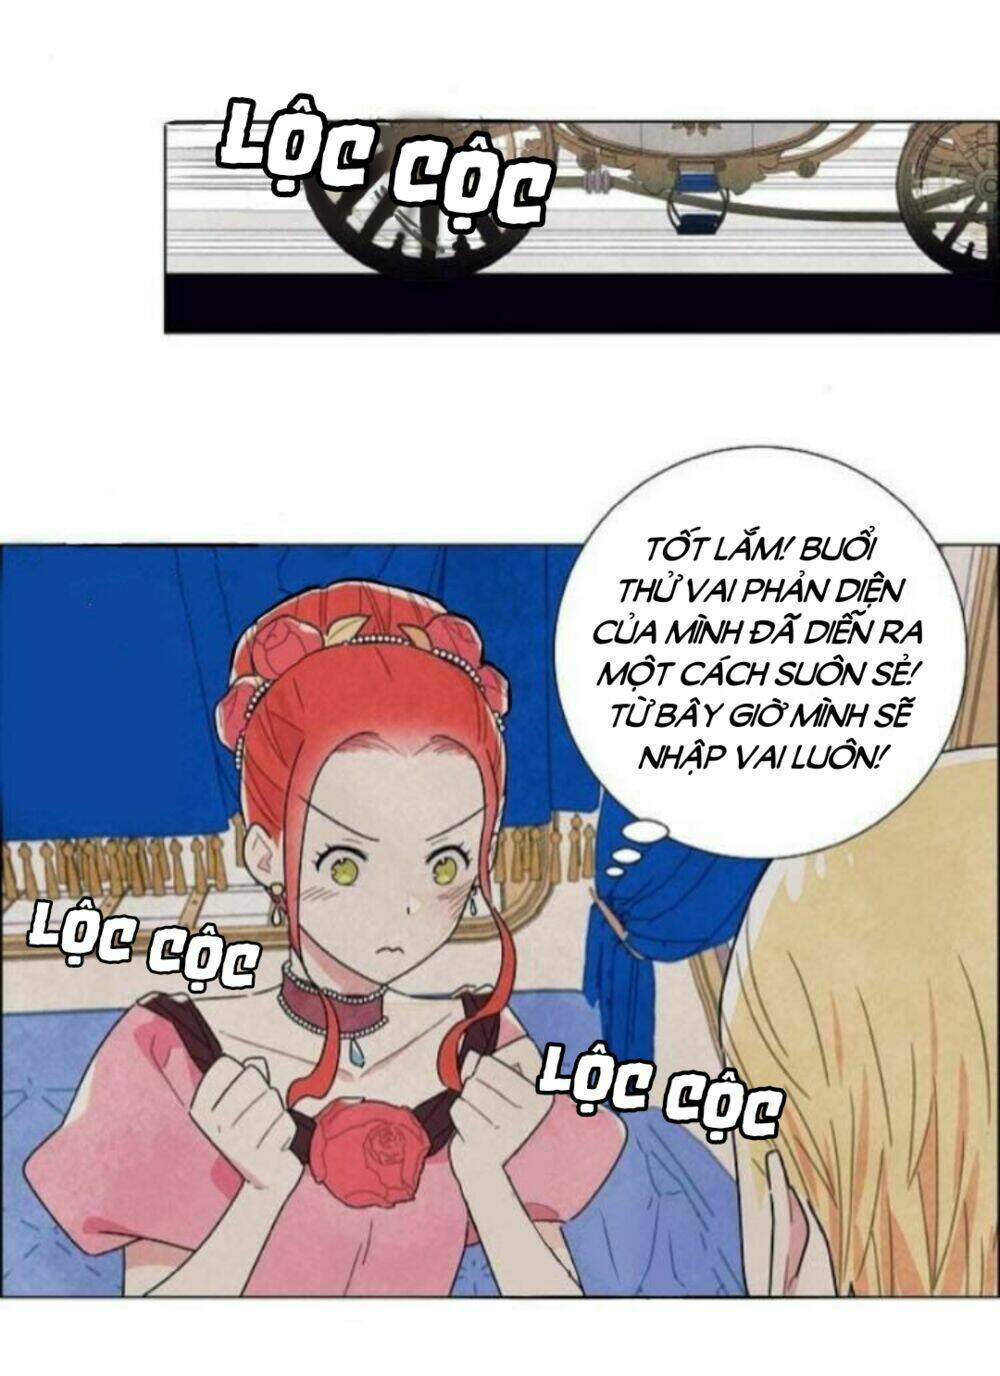 LỘC CỘC
TỐT LẮM! BUỔI
THỬ VAI PHẢN DIỆN
CỦA MÌNH ĐÃ DIỄN RA
MỘT CÁCH SUÔN SẺ!
TỪ BÂY GIỜ MÌNH SẼ
NHẬP VAI LUÔN!
LỘC CỘC
LỘC CỘC